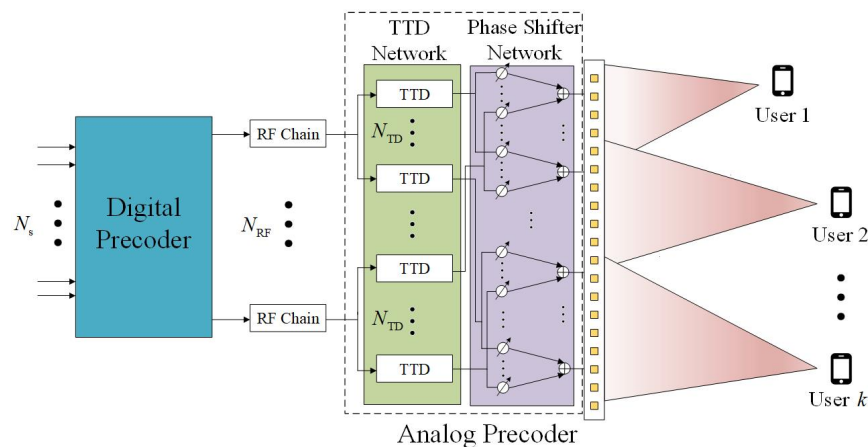 TTD
Network
Phase Shifter
Network
TTD
User 1
RF Chain
N_TD
TTD
N_s
Digital
Precoder
N_RF
User 2
TTD
RF Chain
N_TD
TTD
User k
Analog Precoder